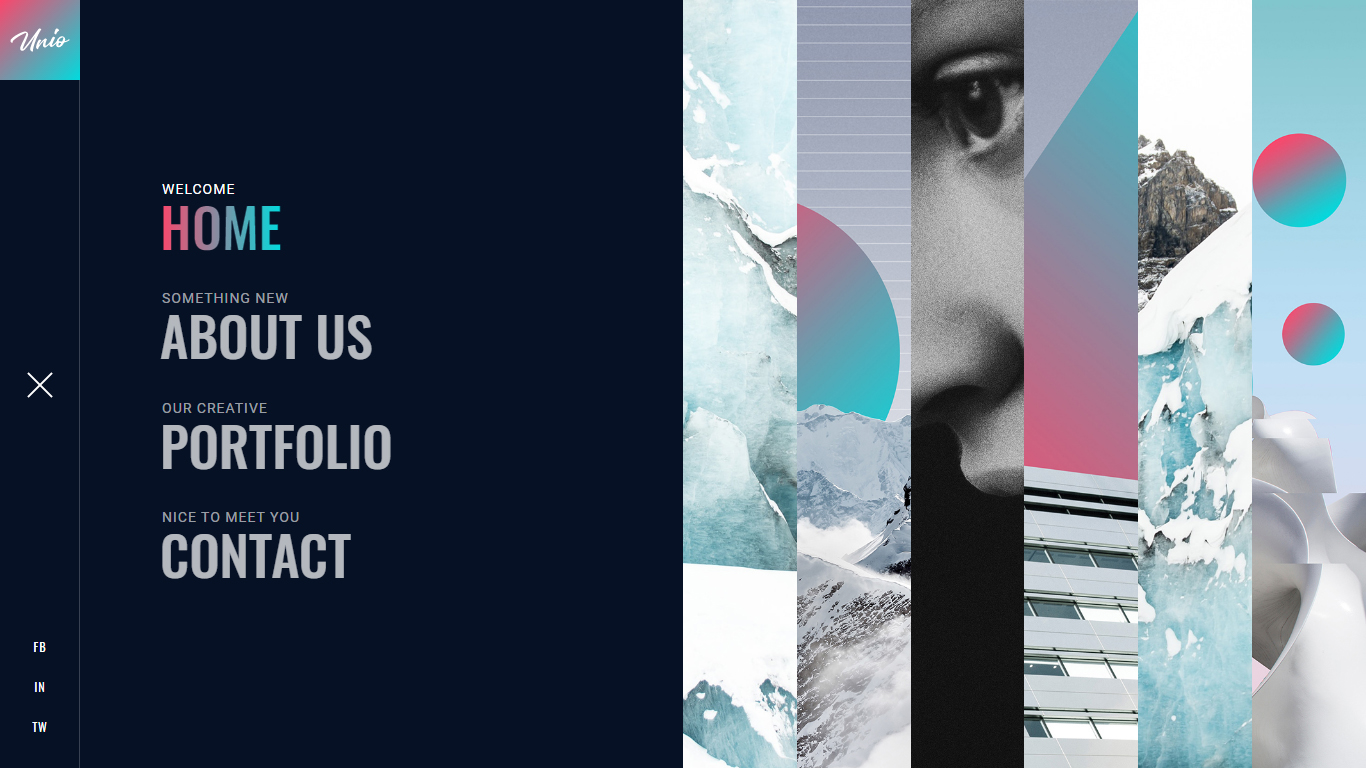 Unio
WELCOME
HOME
SOMETHING NEW
ABOUT US
OUR CREATIVE
PORTFOLIO
NICE TO MEET YOU
CONTACT
FB
IN
TW